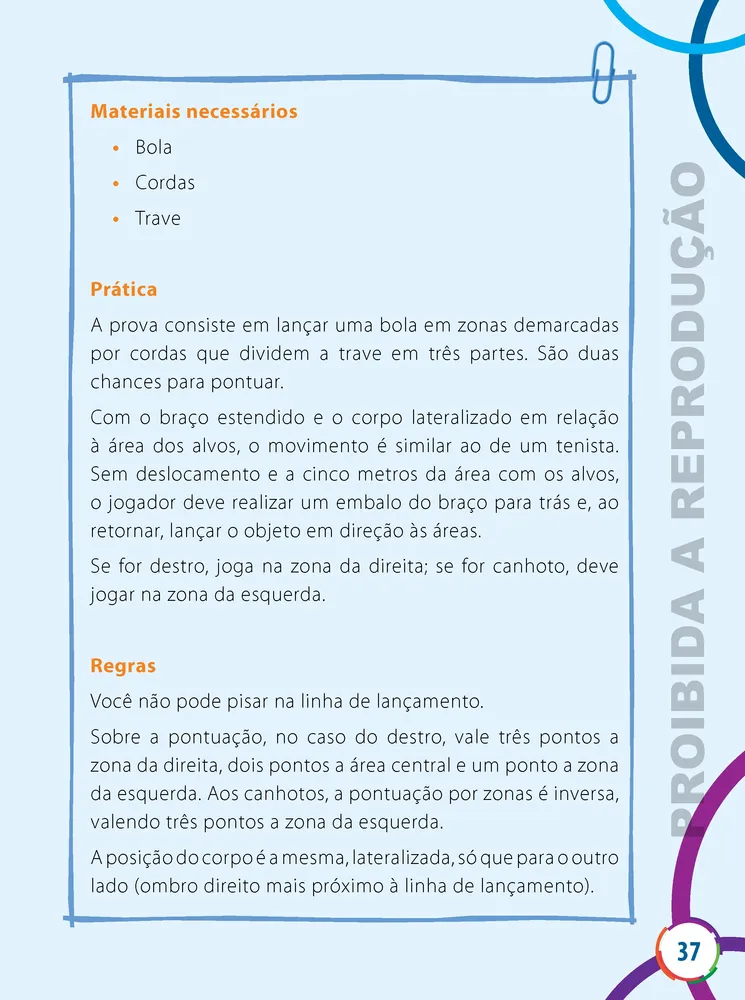 Materiais necessários
• Bola
• Cordas
• Trave
Prática
A prova consiste em lançar uma bola em zonas demarcadas
por cordas que dividem a trave em três partes. São duas
chances para pontuar.
Com o braço estendido e o corpo lateralizado em relação
à área dos alvos, o movimento é similar ao de um tenista.
Sem deslocamento e a cinco metros da área com os alvos,
o jogador deve realizar um embalo do braço para trás e, ao
retornar, lançar o objeto em direção às áreas.
Se for destro, joga na zona da direita; se for canhoto, deve
jogar na zona da esquerda.
Regras
Você não pode pisar na linha de lançamento.
Sobre a pontuação, no caso do destro, vale três pontos a
zona da direita, dois pontos a área central e um ponto a zona
da esquerda. Aos canhotos, a pontuação por zonas é inversa,
valendo três pontos a zona da esquerda.
A posição do corpo é a mesma, lateralizada, só que para o outro
lado (ombro direito mais próximo à linha de lançamento).
PROIBIDA A REPRODUÇÃO
37